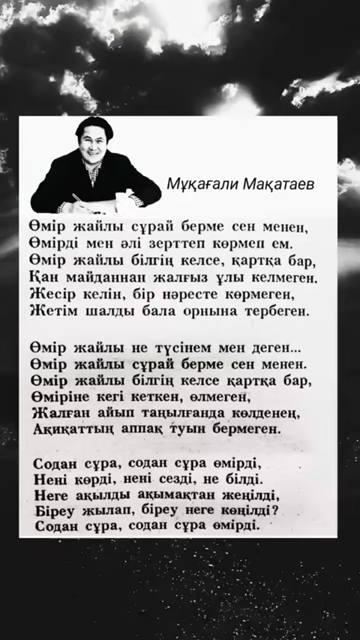 Мұқағали Мақатаев
Өмір жайлы сұрай берме сен менен,
Өмірді мен әлі зерттеп көрмеп ем.
Өмір жайлы білгің келсе, қартқа бар,
Қан майданнан жалғыз ұлы келмеген.
Жесір келін, бір нәресте көрмеген,
Жетім шалды бала орнына тербеген.
Өмір жайлы не түсінем мен деген...
Өмір жайлы сұрай берме сен менен.
Өмір жайлы білгің келсе қартқа бар,
Өміріне кегі кеткен, өлмеген,
Жалған айып таңылғанда көлденең,
Ақиқаттың аппақ туын бермеген.
Содан сұра, содан сұра өмірді,
Нені көрді, нені сезді, не білді.
Неге ақылды ақымақтан жеңілді,
Біреу жылап, біреу неге көңілді?
Содан сұра, содан сұра өмірді.